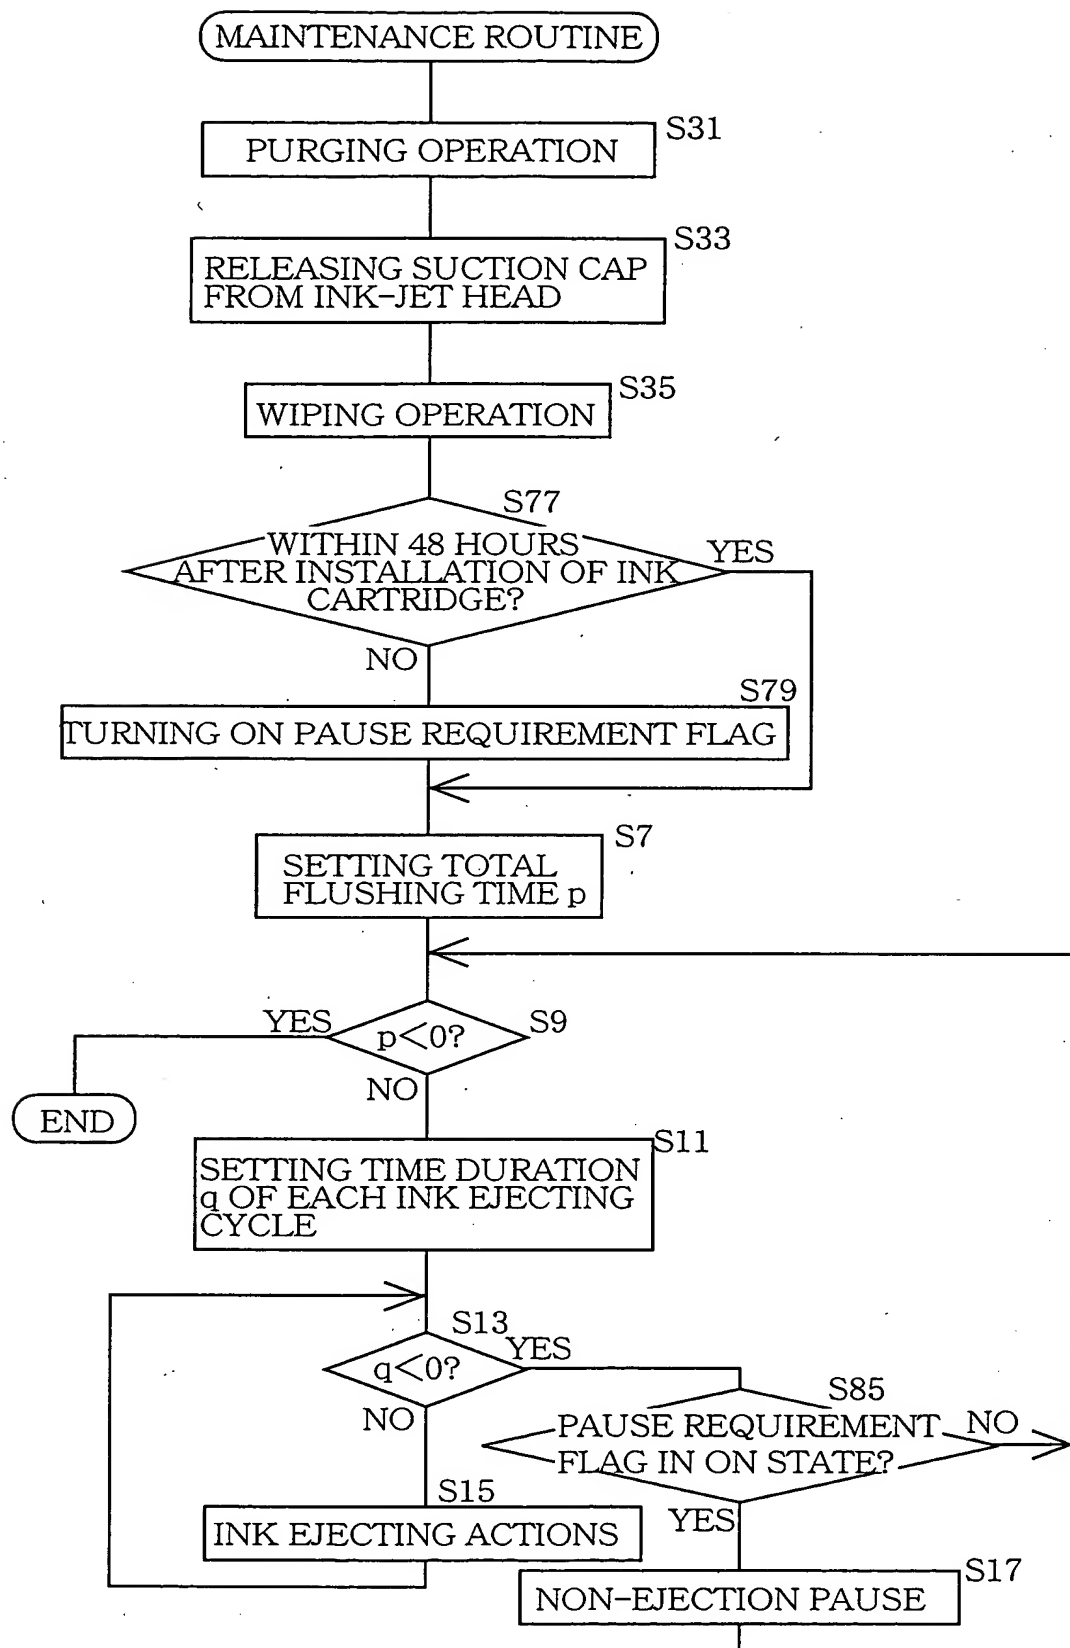 MAINTENANCE ROUTINE
S31
PURGING OPERATION
S33
RELEASING SUCTION CAP
FROM INK-JET HEAD
S35
WIPING OPERATION
S77
WITHIN 48 HOURS
AFTER INSTALLATION OF INK
CARTRIDGE?
YES
NO
S79
TURNING ON PAUSE REQUIREMENT FLAG
S7
SETTING TOTAL
FLUSHING TIME p
YES
p<0?
S9
NO
END
S11
SETTING TIME DURATION
q OF EACH INK EJECTING
CYCLE
S13
q<0?
YES
NO
S85
PAUSE REQUIREMENT
FLAG IN ON STATE?
NO
YES
S15
INK EJECTING ACTIONS
S17
NON-EJECTION PAUSE